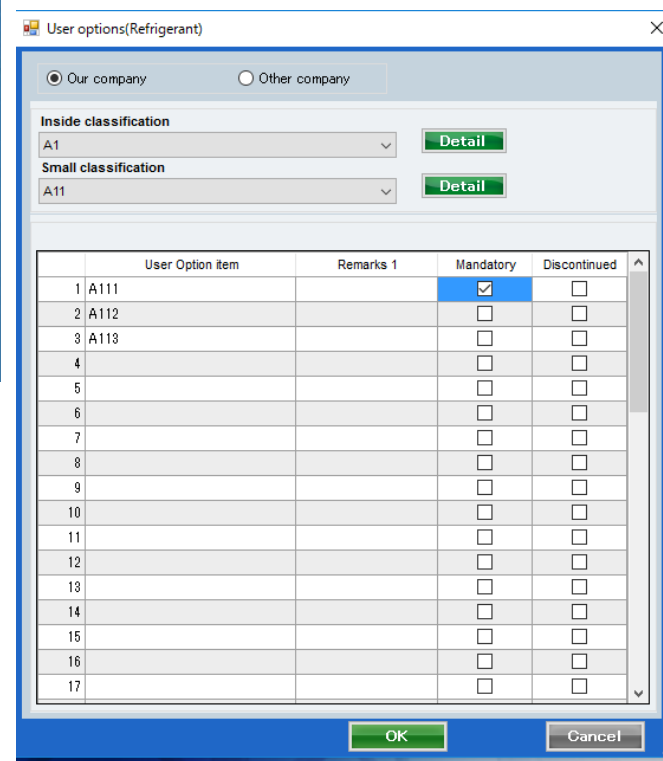 User options(Refrigerant)
Our company Other company
Inside classification
A1 Detail
Small classification
A11 Detail
User Option item Remarks 1 Mandatory Discontinued
1 A111
2 A112
3 A113
4
5
6
7
8
9
10
11
12
13
14
15
16
17
OK Cancel